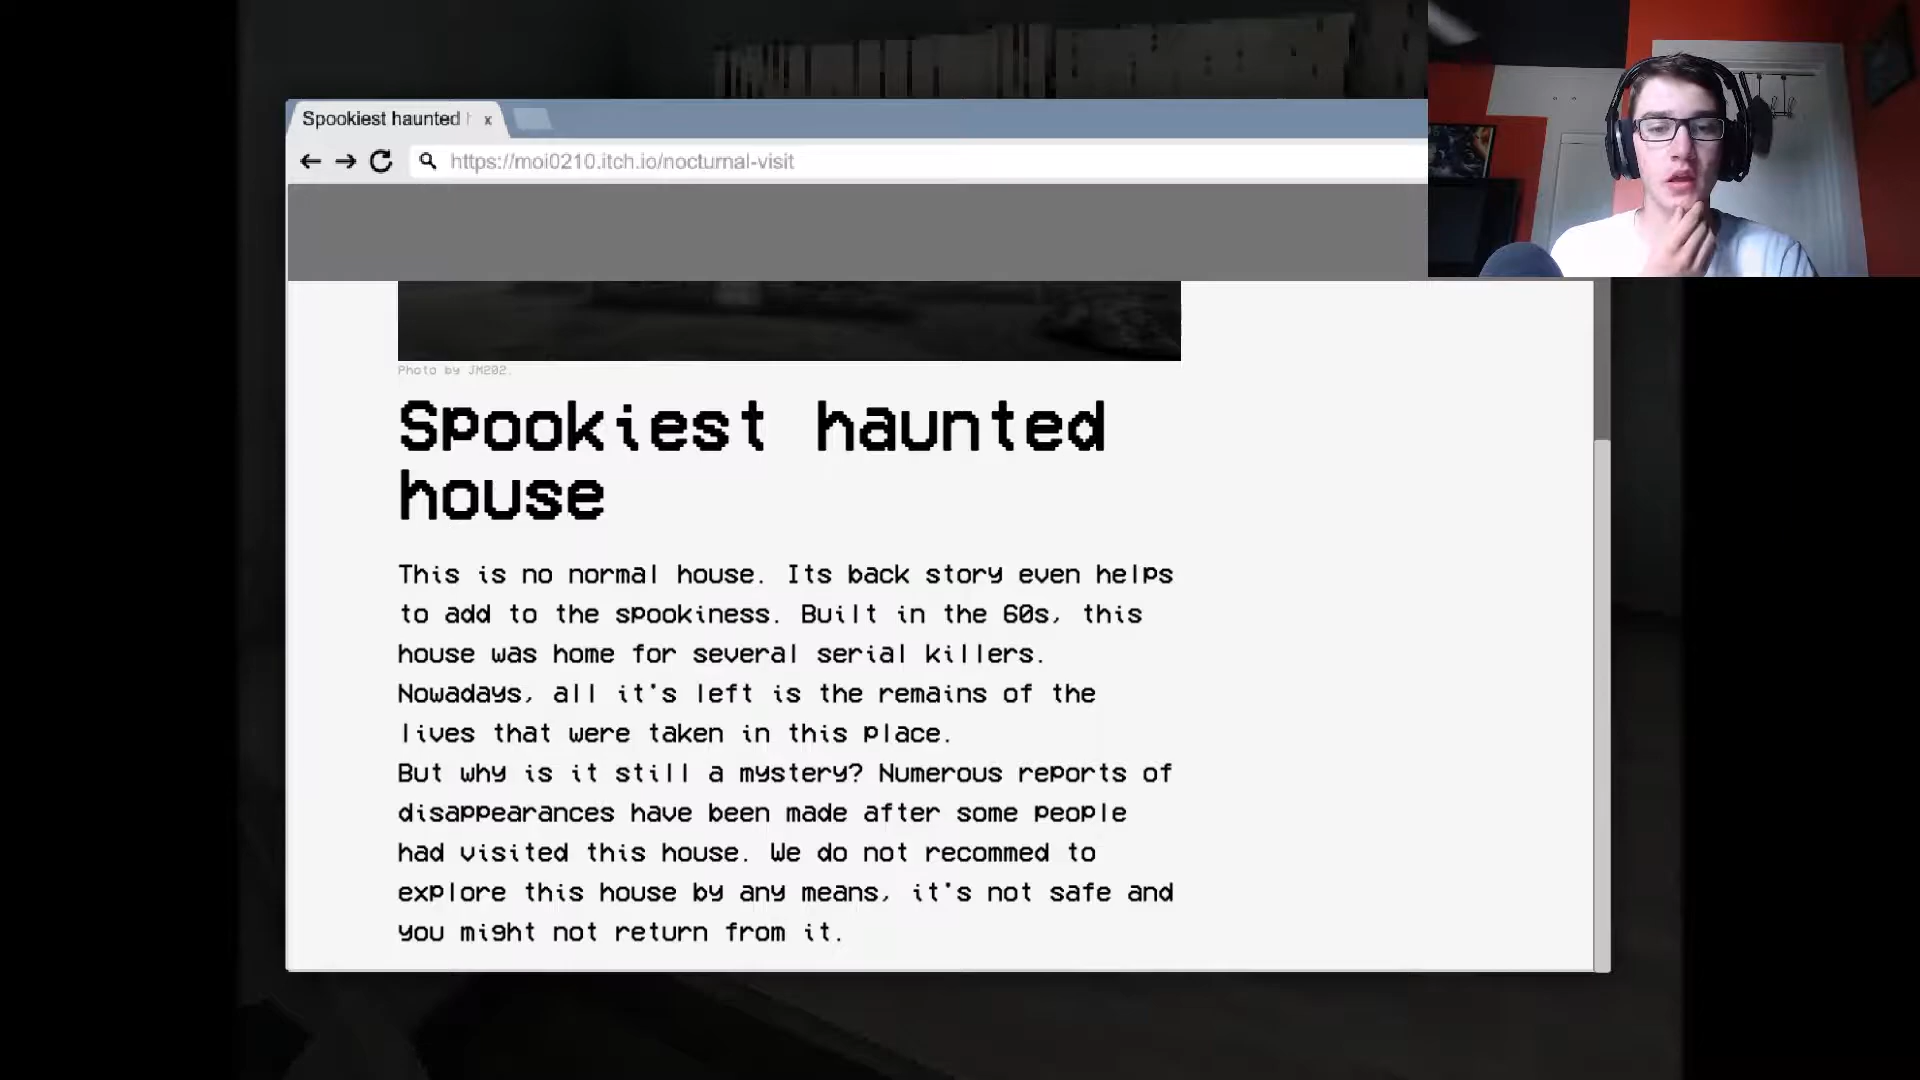 Spookiest haunted
x
https://moi0210.itch.io/nocturnal-visit
Photo by JM202.
Spookiest haunted
house
This is no normal house. Its back story even helps
to add to the spookiness. Built in the 60s, this
house was home for several serial killers.
Nowadays, all it's left is the remains of the
lives that were taken in this place.
But why is it still a mystery? Numerous reports of
disappearances have been made after some people
had visited this house. We do not recommed to
explore this house by any means, it's not safe and
you might not return from it.